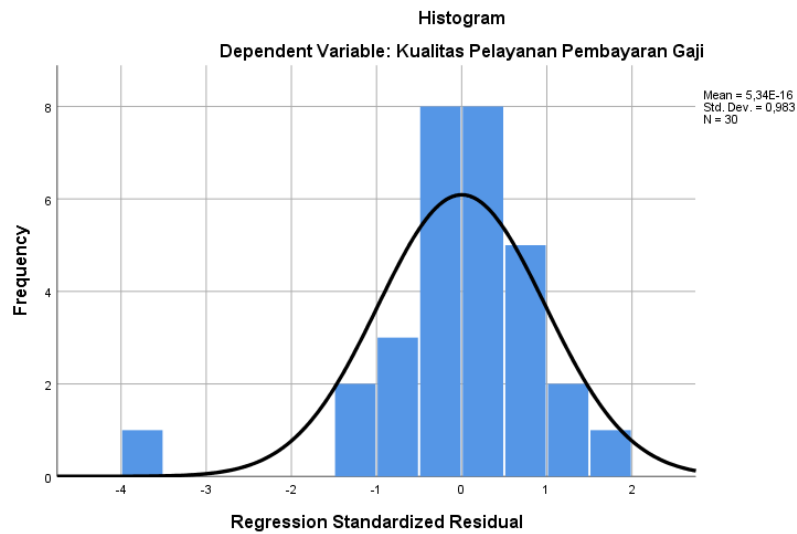 Histogram
Dependent Variable: Kualitas Pelayanan Pembayaran Gaji
Mean = 5,34E-16
Std. Dev. = 0,983
N = 30
Frequency
8
6
4
2
0
-4 -3 -2 -1 0 1 2
Regression Standardized Residual